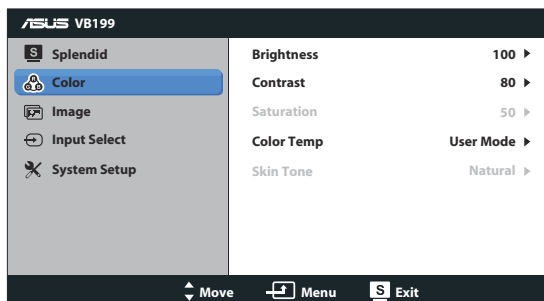 ASUS VB199
S Splendid
Color
Image
Input Select
System Setup
Brightness 100
Contrast 80
Saturation 50
Color Temp User Mode
Skin Tone Natural
Move Menu S Exit